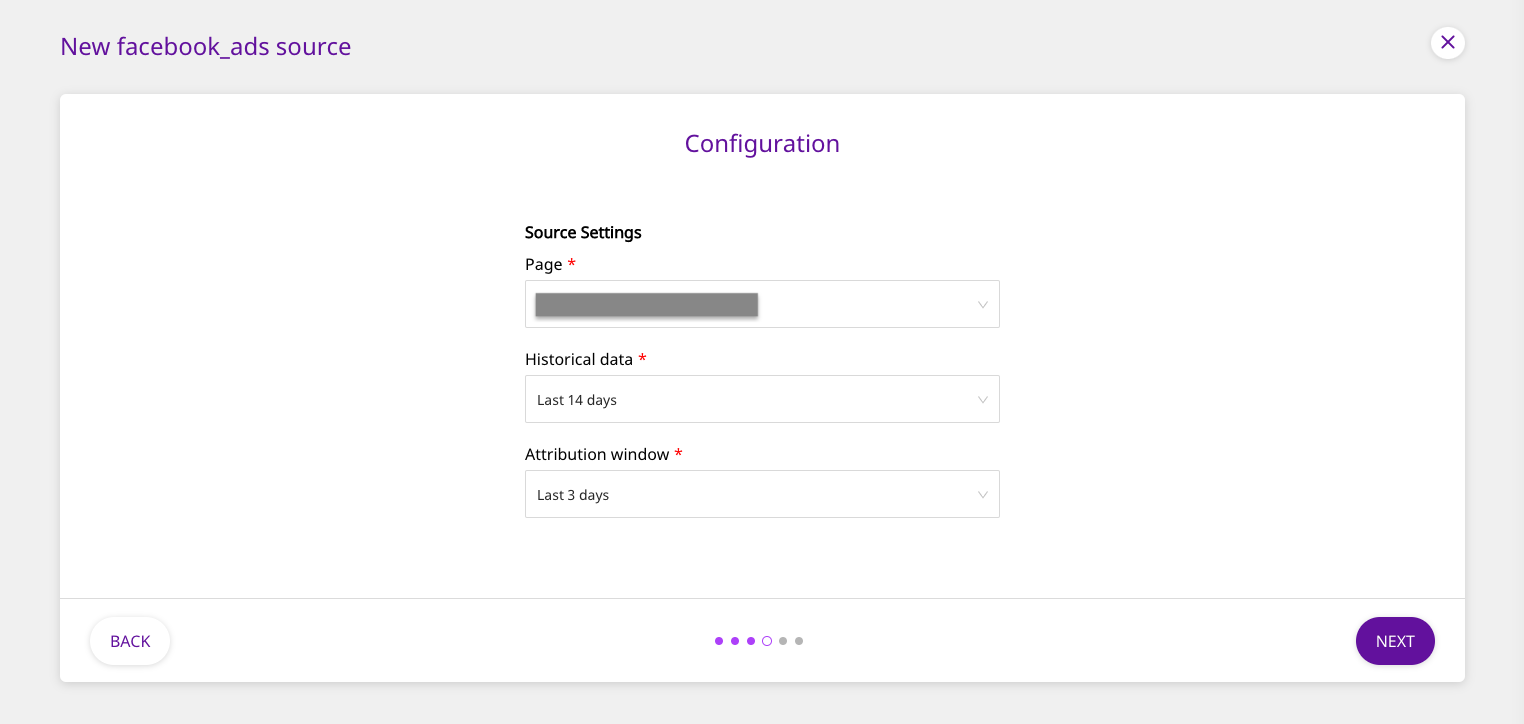 New facebook_ads source
Configuration
Source Settings
Page *
Historical data *
Last 14 days
Attribution window *
Last 3 days
BACK
NEXT